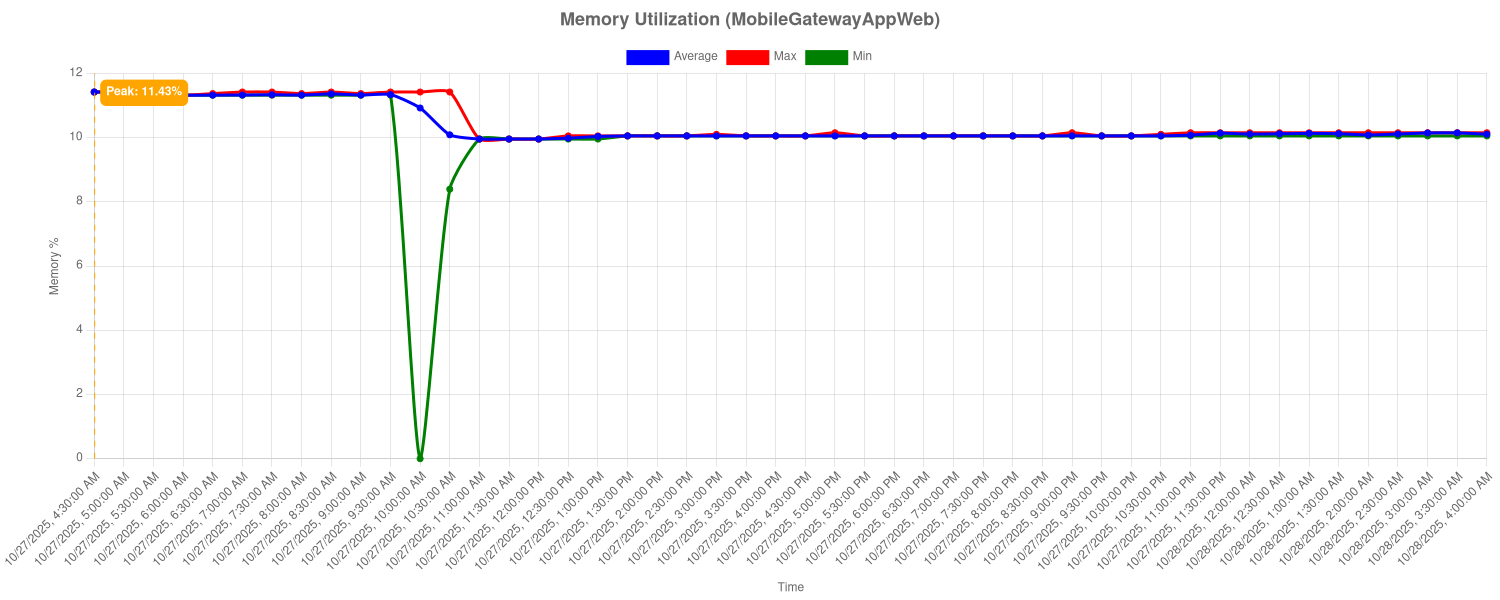 Memory Utilization (MobileGatewayAppWeb)
Average Max Min
12
Peak: 11.43%
10
8
6
4
2
0
Memory %
10/27/2025, 4:30:00 AM
10/27/2025, 5:00:00 AM
10/27/2025, 5:30:00 AM
10/27/2025, 6:00:00 AM
10/27/2025, 6:30:00 AM
10/27/2025, 7:00:00 AM
10/27/2025, 7:30:00 AM
10/27/2025, 8:00:00 AM
10/27/2025, 8:30:00 AM
10/27/2025, 9:00:00 AM
10/27/2025, 9:30:00 AM
10/27/2025, 10:00:00 AM
10/27/2025, 10:30:00 AM
10/27/2025, 11:00:00 AM
10/27/2025, 11:30:00 AM
10/27/2025, 12:00:00 PM
10/27/2025, 12:30:00 PM
10/27/2025, 1:00:00 PM
10/27/2025, 1:30:00 PM
10/27/2025, 2:00:00 PM
10/27/2025, 2:30:00 PM
10/27/2025, 3:00:00 PM
10/27/2025, 3:30:00 PM
10/27/2025, 4:00:00 PM
10/27/2025, 4:30:00 PM
10/27/2025, 5:00:00 PM
10/27/2025, 5:30:00 PM
10/27/2025, 6:00:00 PM
10/27/2025, 6:30:00 PM
10/27/2025, 7:00:00 PM
10/27/2025, 7:30:00 PM
10/27/2025, 8:00:00 PM
10/27/2025, 8:30:00 PM
10/27/2025, 9:00:00 PM
10/27/2025, 9:30:00 PM
10/27/2025, 10:00:00 PM
10/27/2025, 10:30:00 PM
10/27/2025, 11:00:00 PM
10/27/2025, 11:30:00 PM
10/28/2025, 12:00:00 AM
10/28/2025, 12:30:00 AM
10/28/2025, 1:00:00 AM
10/28/2025, 1:30:00 AM
10/28/2025, 2:00:00 AM
10/28/2025, 2:30:00 AM
10/28/2025, 3:00:00 AM
10/28/2025, 3:30:00 AM
10/28/2025, 4:00:00 AM
Time